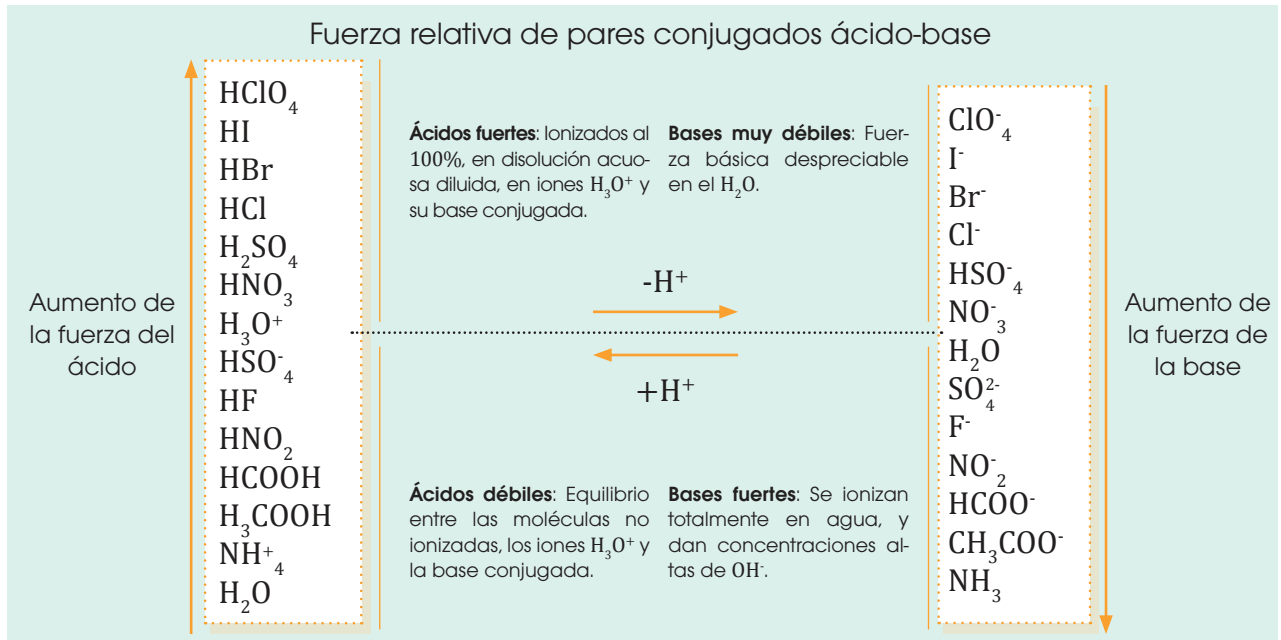 Fuerza relativa de pares conjugados ácido-base
Aumento de
la fuerza del
ácido
HClO₄
HI
HBr
HCl
H₂SO₄
HNO₃
H₃O⁺
HSO⁻₄
HF
HNO₂
HCOOH
H₃COOH
NH⁺₄
H₂O
Ácidos fuertes: Ionizados al
100%, en disolución acuo-
sa diluida, en iones H₃O⁺ y
su base conjugada.
Bases muy débiles: Fuer-
za básica despreciable
en el H₂O.
-H⁺
+H⁺
Ácidos débiles: Equilibrio
entre las moléculas no
ionizadas, los iones H₃O⁺ y
la base conjugada.
Bases fuertes: Se ionizan
totalmente en agua, y
dan concentraciones al-
tas de OH⁻.
ClO⁻₄
I⁻
Br⁻
Cl⁻
HSO⁻₄
NO⁻₃
H₂O
SO₄²⁻
F⁻
NO⁻₂
HCOO⁻
CH₃COO⁻
NH₃
Aumento de
la fuerza de
la base